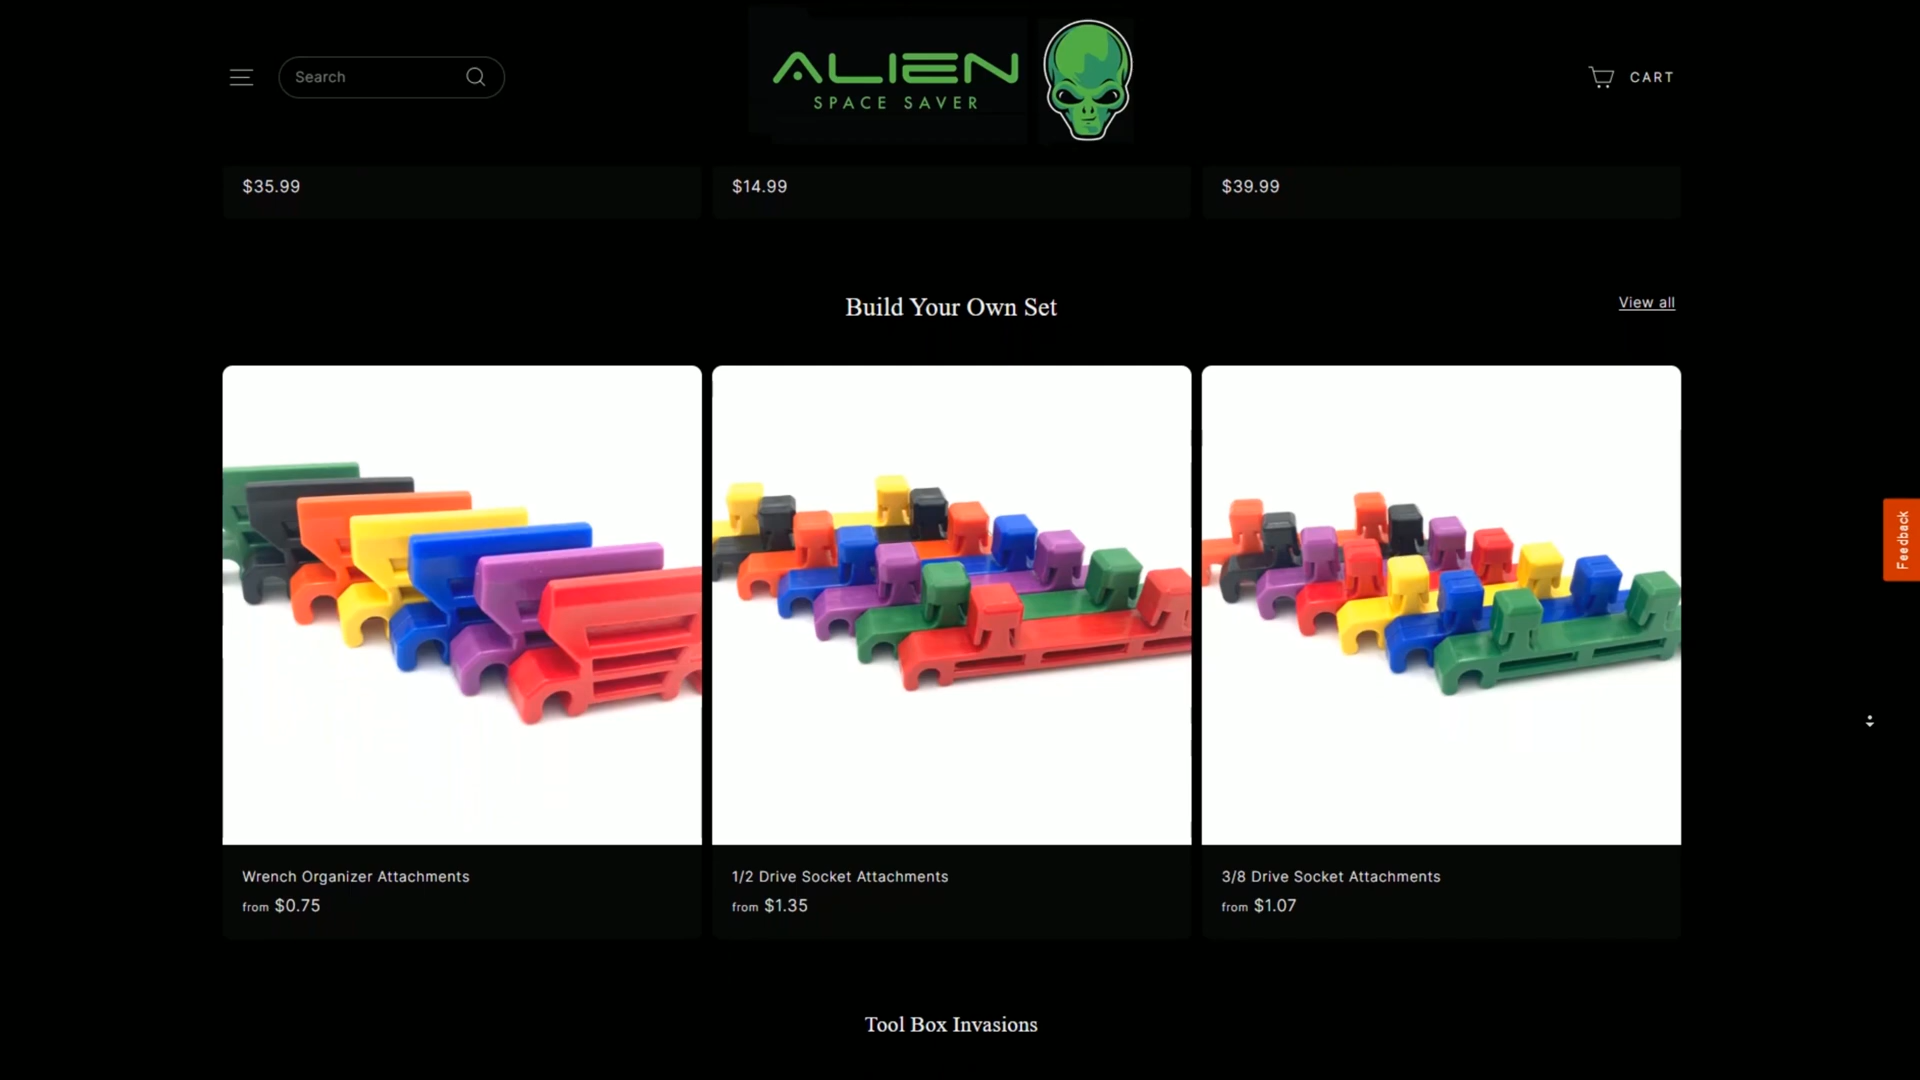 Search
ALIEN
SPACE SAVER
CART
$35.99
$14.99
$39.99
Build Your Own Set
View all
Feedback
Wrench Organizer Attachments
from $0.75
1/2 Drive Socket Attachments
from $1.35
3/8 Drive Socket Attachments
from $1.07
Tool Box Invasions